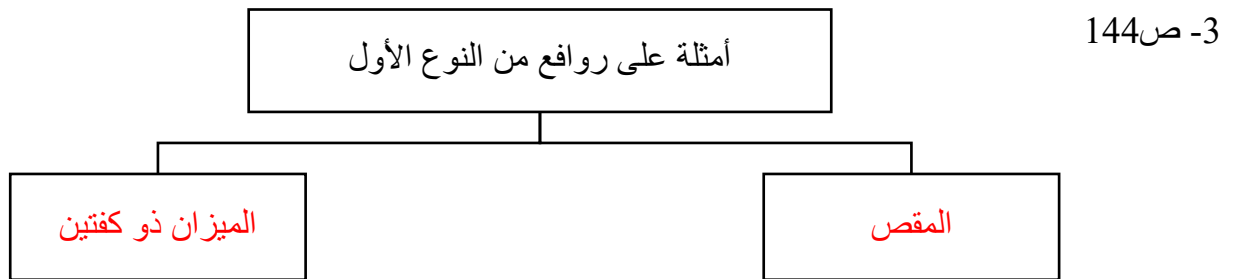 3- ص144
أمثلة على روافع من النوع الأول
المقص
الميزان ذو كفتين